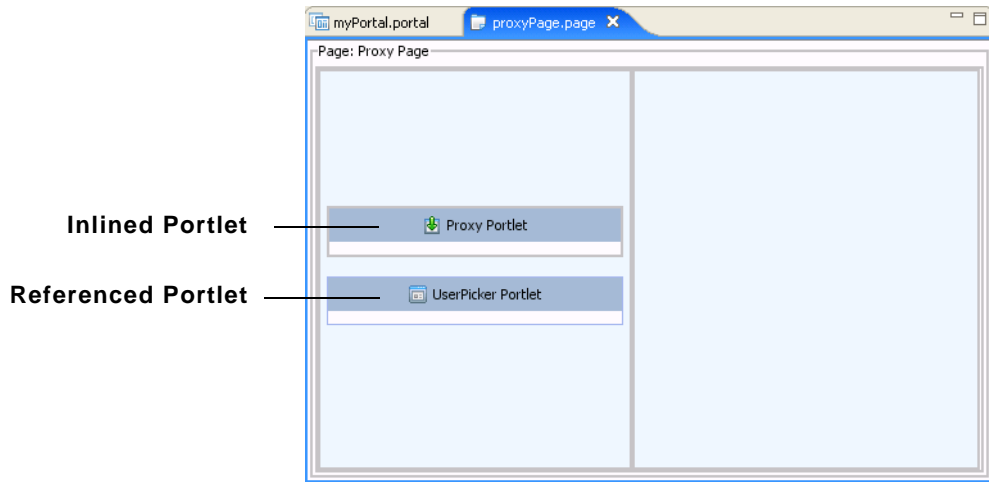 myPortal.portal
proxyPage.page
Page: Proxy Page
Inlined Portlet
Proxy Portlet
Referenced Portlet
UserPicker Portlet